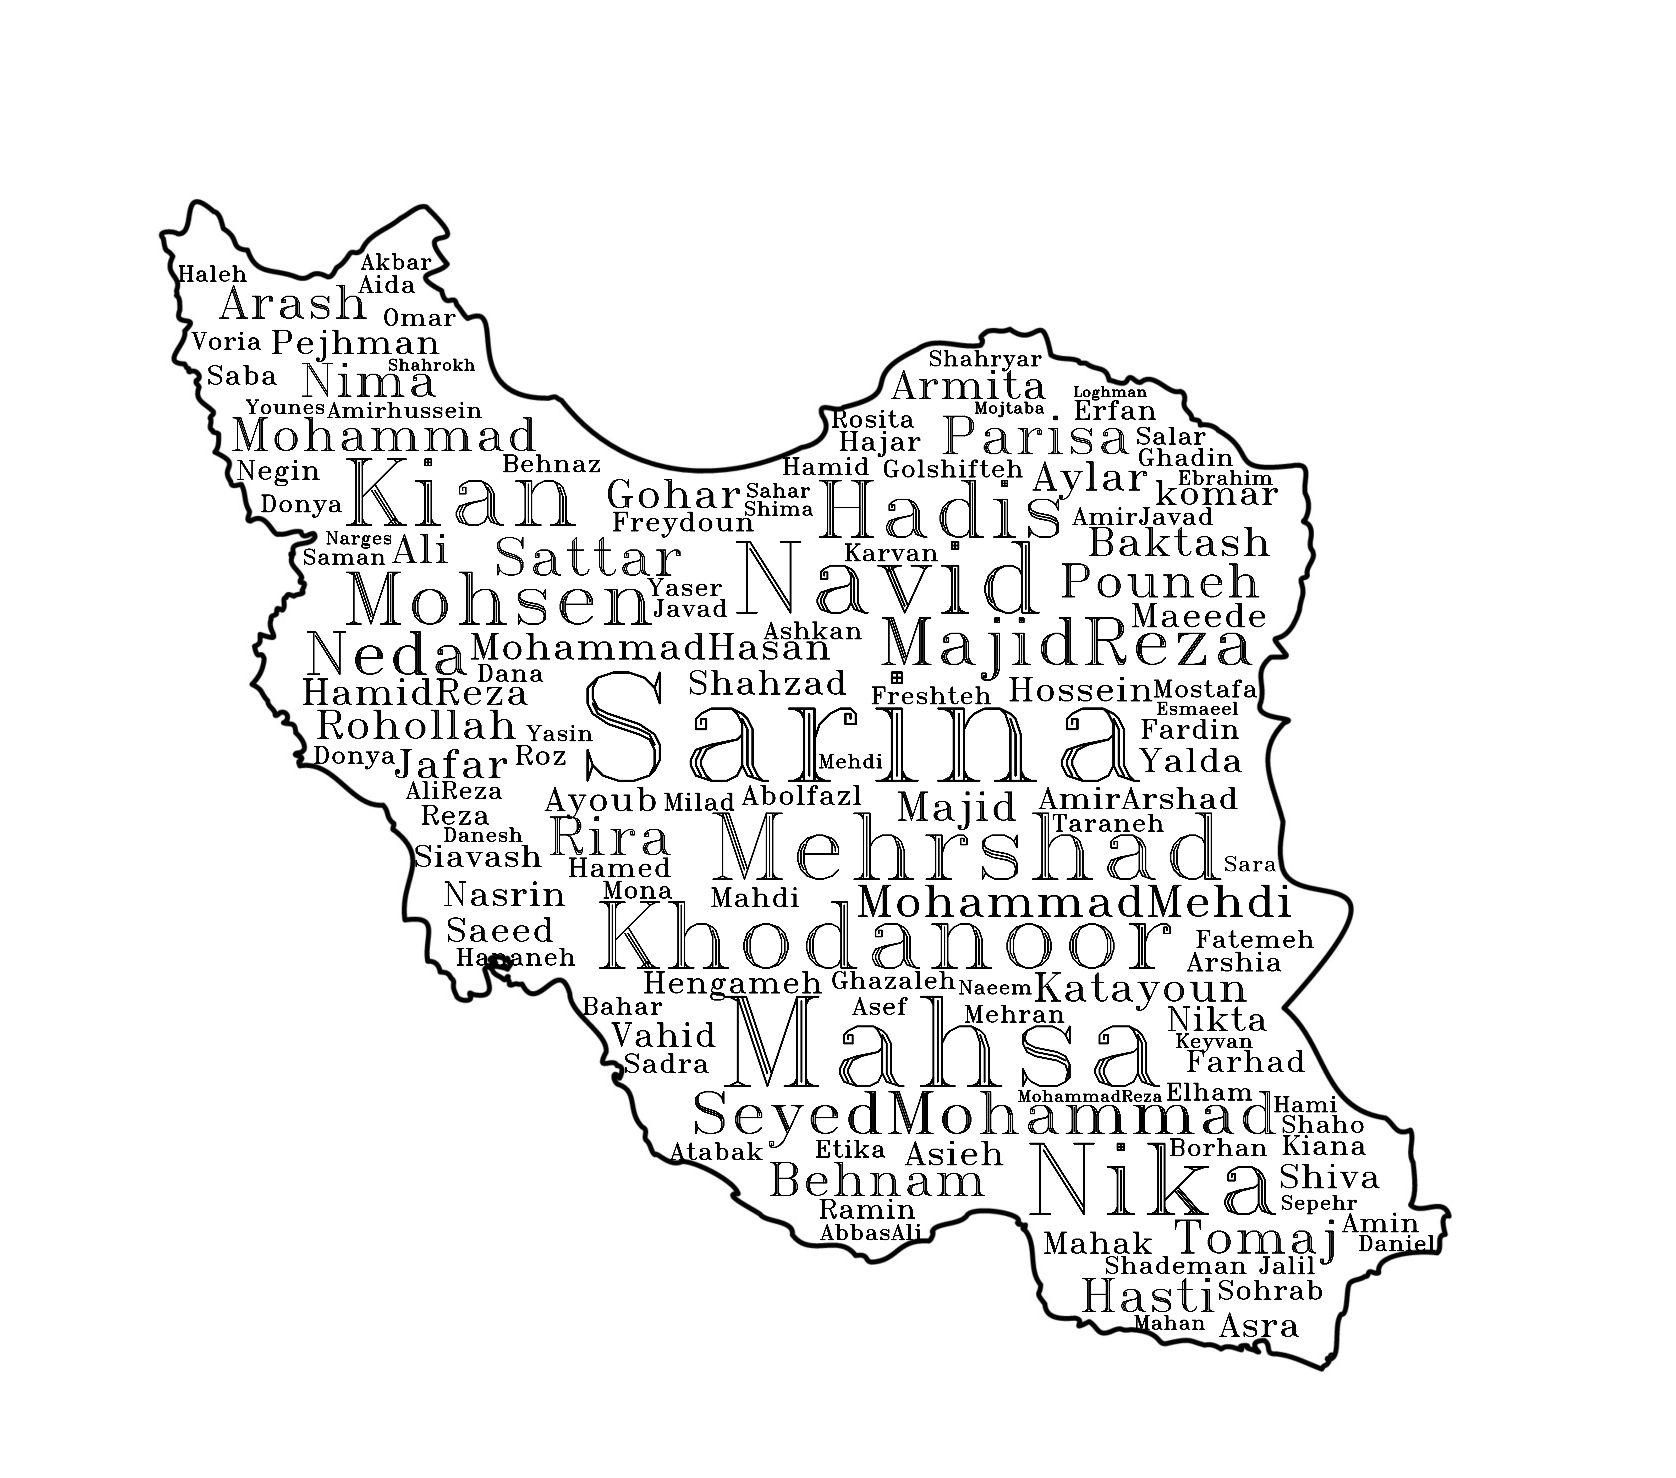 Akbar
Haleh
Aida
Arash
Omar
Voria Pejhman
Shahrokh
Saba Nima
Younes Amirhussein
Mohammad
Negin Behnaz
Kian
Donya
Shahryar
Armita
Loghman
Mojtaba Erfan
Rosita
Hajar Parisa Salar
Ghadin
Hamid Golshifteh Aylar Ebrahim
Gohar Sahar Hadis komar
Shima
Freydoun AmirJavad
Narges
Saman Ali Sattar Karvan Baktash
Navid
Mohsen Yaser Pouneh
Javad
Maeede
Ashkan
Neda MohammadHasan MajidReza
Dana
HamidReza Shahzad Freshteh Hossein Mostafa
Esmaeel
Rohollah Yasin Sarina Fardin
Donya Jafar Roz Mehdi Yalda
AliReza
Ayoub Milad Abolfazl Majid AmirArshad
Reza
Taraneh
Danesh Rira Mehrshad
Siavash
Hamed Sara
Nasrin Mona Mahdi MohammadMehdi
Saeed Khodanoor Fatemeh
Hananeh Arshia
Hengameh Ghazaleh Naeem Katayoun
Bahar Asef Mehran Nikta
Vahid Mahsa Keyvan
Sadra Farhad
MohammadReza Elham
SeyedMohammad Hami
Shaho
Atabak Etika Asieh Borhan Kiana
Behnam Nika Shiva
Ramin Sepehr
AbbasAli Amin
Mahak Tomaj Daniel
Shademan Jalil
Hasti Sohrab
Mahan Asra